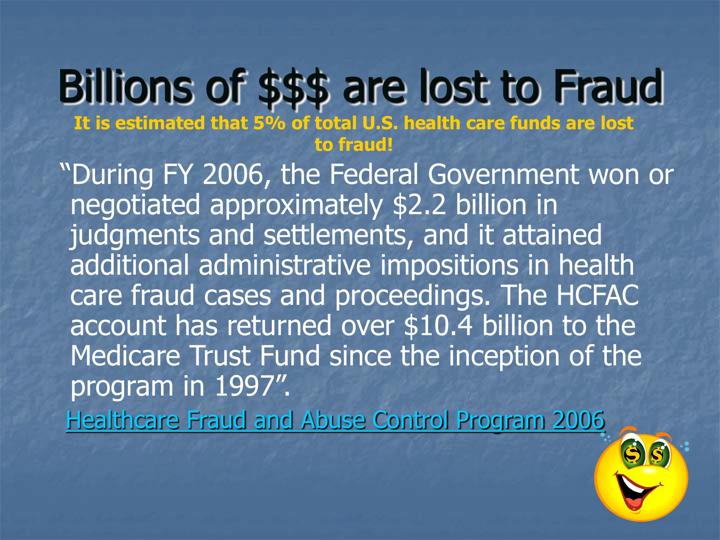 Billions of $$$ are lost to Fraud
It is estimated that 5% of total U.S. health care funds are lost
to fraud!
“During FY 2006, the Federal Government won or
negotiated approximately $2.2 billion in
judgments and settlements, and it attained
additional administrative impositions in health
care fraud cases and proceedings. The HCFAC
account has returned over $10.4 billion to the
Medicare Trust Fund since the inception of the
program in 1997”.
Healthcare Fraud and Abuse Control Program 2006
$ $